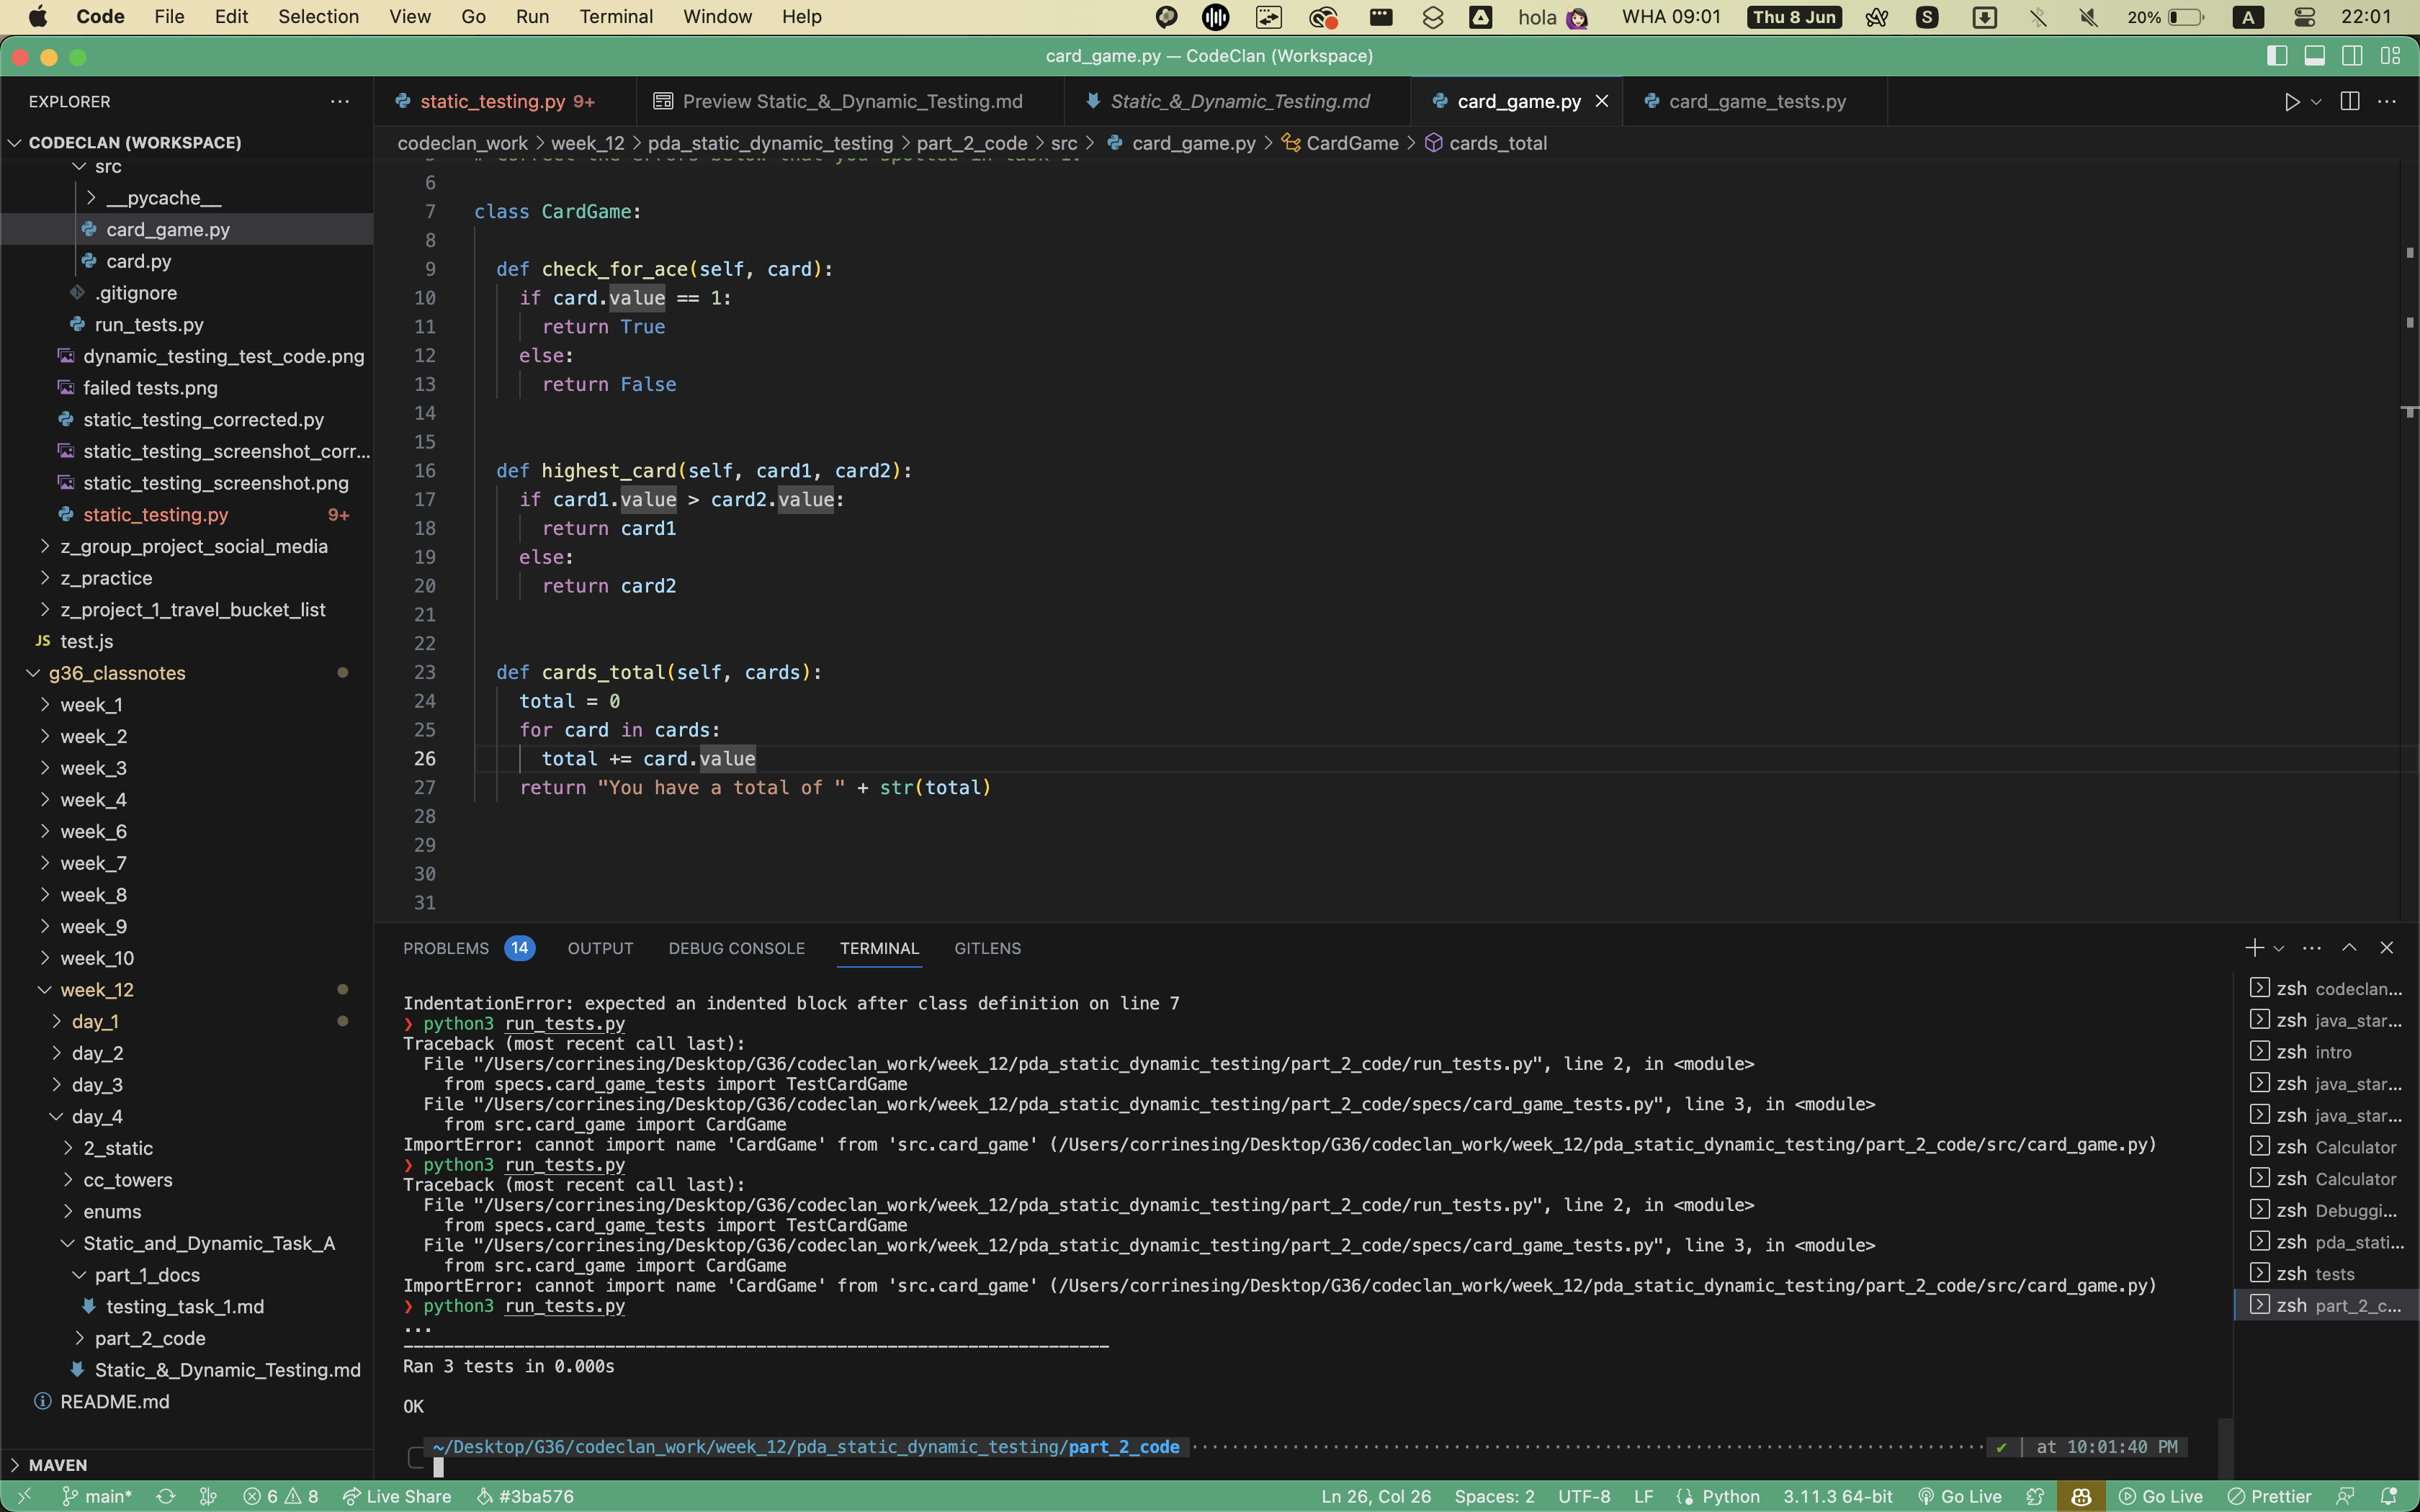 Code File Edit Selection View Go Run Terminal Window Help hola WHA 09:01 Thu 8 Jun S 20% A 22:01
card_game.py — CodeClan (Workspace)
EXPLORER
CODECLAN (WORKSPACE)
src
__pycache__
card_game.py
card.py
.gitignore
run_tests.py
dynamic_testing_test_code.png
failed tests.png
static_testing_corrected.py
static_testing_screenshot_corr...
static_testing_screenshot.png
static_testing.py 9+
z_group_project_social_media
z_practice
z_project_1_travel_bucket_list
JS test.js
g36_classnotes
week_1
week_2
week_3
week_4
week_6
week_7
week_8
week_9
week_10
week_12
day_1
day_2
day_3
day_4
2_static
cc_towers
enums
Static_and_Dynamic_Task_A
part_1_docs
testing_task_1.md
part_2_code
Static_&_Dynamic_Testing.md
README.md
MAVEN
static_testing.py 9+ Preview Static_&_Dynamic_Testing.md Static_&_Dynamic_Testing.md card_game.py card_game_tests.py
codeclan_work > week_12 > pda_static_dynamic_testing > part_2_code > src > card_game.py > CardGame > cards_total
6
7 class CardGame:
8
9 def check_for_ace(self, card):
10 if card.value == 1:
11 return True
12 else:
13 return False
14
15
16 def highest_card(self, card1, card2):
17 if card1.value > card2.value:
18 return card1
19 else:
20 return card2
21
22
23 def cards_total(self, cards):
24 total = 0
25 for card in cards:
26 total += card.value
27 return "You have a total of " + str(total)
28
29
30
31
PROBLEMS 14 OUTPUT DEBUG CONSOLE TERMINAL GITLENS
IndentationError: expected an indented block after class definition on line 7
❯ python3 run_tests.py
Traceback (most recent call last):
File "/Users/corrinesing/Desktop/G36/codeclan_work/week_12/pda_static_dynamic_testing/part_2_code/run_tests.py", line 2, in <module>
from specs.card_game_tests import TestCardGame
File "/Users/corrinesing/Desktop/G36/codeclan_work/week_12/pda_static_dynamic_testing/part_2_code/specs/card_game_tests.py", line 3, in <module>
from src.card_game import CardGame
ImportError: cannot import name 'CardGame' from 'src.card_game' (/Users/corrinesing/Desktop/G36/codeclan_work/week_12/pda_static_dynamic_testing/part_2_code/src/card_game.py)
❯ python3 run_tests.py
Traceback (most recent call last):
File "/Users/corrinesing/Desktop/G36/codeclan_work/week_12/pda_static_dynamic_testing/part_2_code/run_tests.py", line 2, in <module>
from specs.card_game_tests import TestCardGame
File "/Users/corrinesing/Desktop/G36/codeclan_work/week_12/pda_static_dynamic_testing/part_2_code/specs/card_game_tests.py", line 3, in <module>
from src.card_game import CardGame
ImportError: cannot import name 'CardGame' from 'src.card_game' (/Users/corrinesing/Desktop/G36/codeclan_work/week_12/pda_static_dynamic_testing/part_2_code/src/card_game.py)
❯ python3 run_tests.py
...
----------------------------------------------------------------------
Ran 3 tests in 0.000s
OK
~/Desktop/G36/codeclan_work/week_12/pda_static_dynamic_testing/part_2_code ✔ | at 10:01:40 PM
zsh codeclan...
zsh java_star...
zsh intro
zsh java_star...
zsh java_star...
zsh Calculator
zsh Calculator
zsh Debuggi...
zsh pda_stati...
zsh tests
zsh part_2_c...
main* 6 8 Live Share #3ba576 Ln 26, Col 26 Spaces: 2 UTF-8 LF Python 3.11.3 64-bit Go Live Go Live Prettier